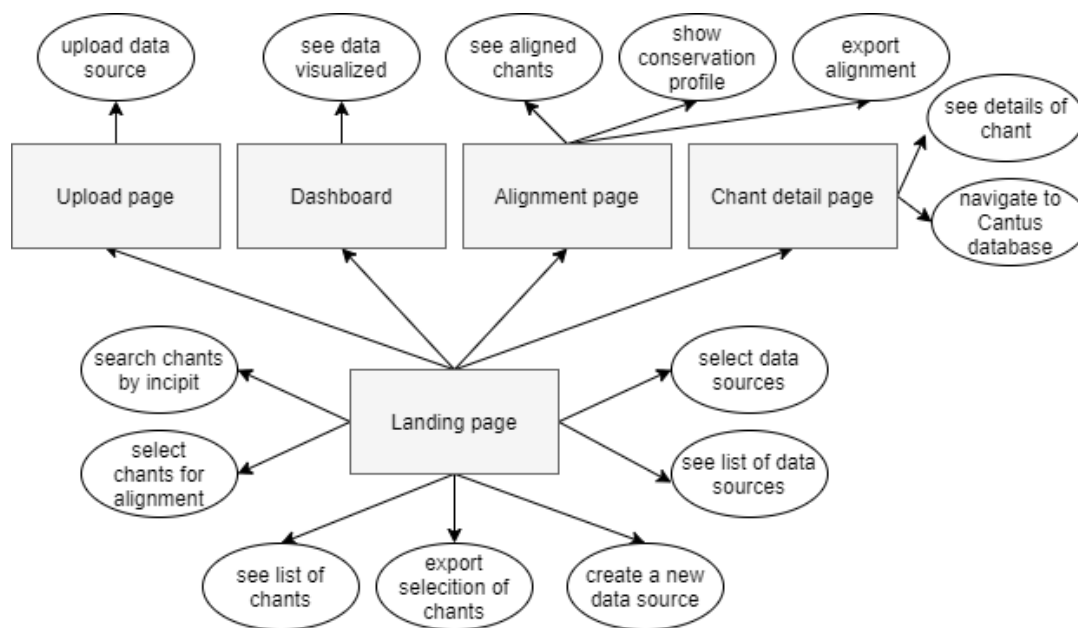 upload data
source
see data
visualized
see aligned
chants
show
conservation
profile
export
alignment
see details of
chant
Upload page
Dashboard
Alignment page
Chant detail page
navigate to
Cantus
database
search chants
by incipit
select data
sources
Landing page
select
chants for
alignment
see list of data
sources
see list of
chants
export
selecition of
chants
create a new
data source